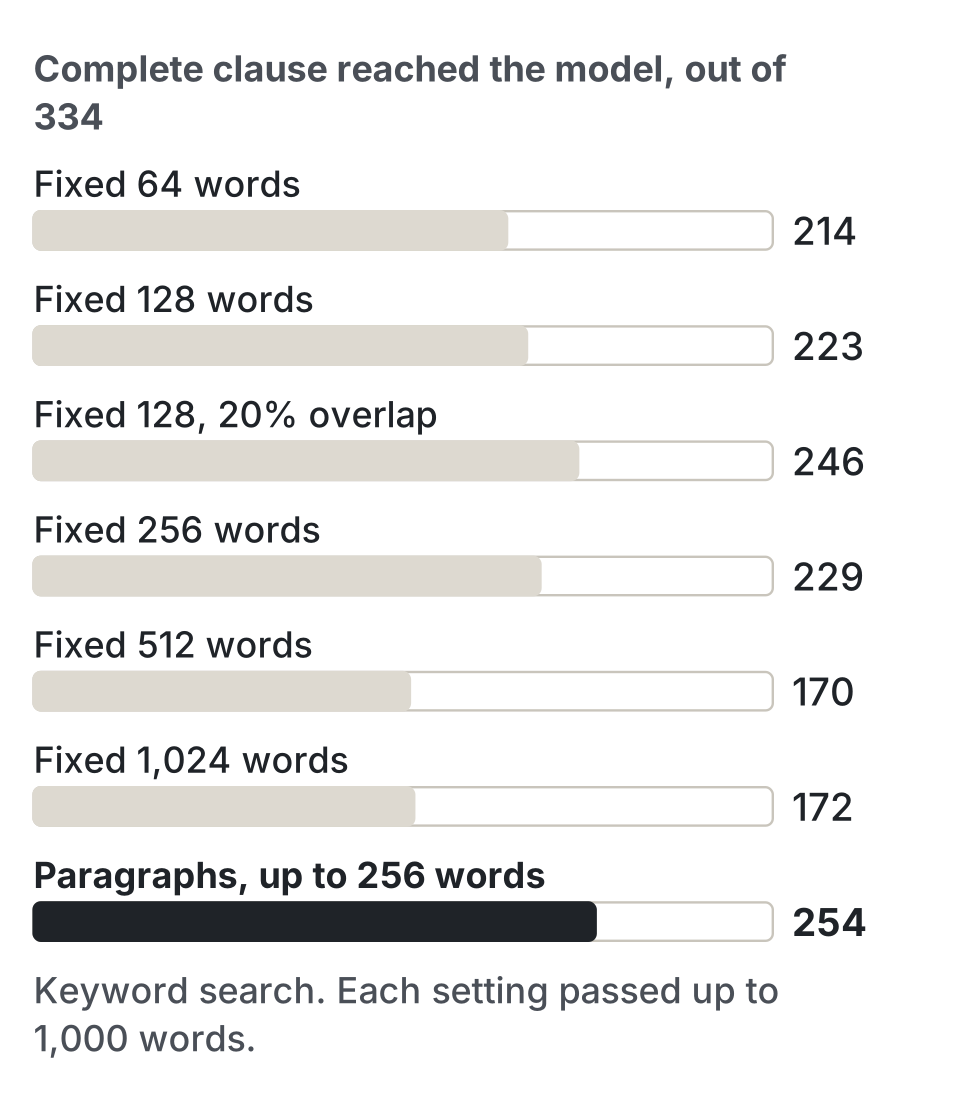 Complete clause reached the model, out of
334
Fixed 64 words
214
Fixed 128 words
223
Fixed 128, 20% overlap
246
Fixed 256 words
229
Fixed 512 words
170
Fixed 1,024 words
172
Paragraphs, up to 256 words
254
Keyword search. Each setting passed up to
1,000 words.